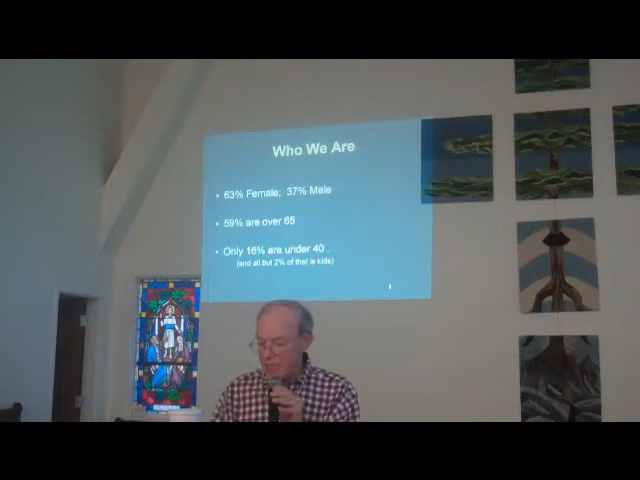 Who We Are
• 63% Female; 37% Male
• 59% are over 65
• Only 16% are under 40 ...
(and all but 2% of that is kids)